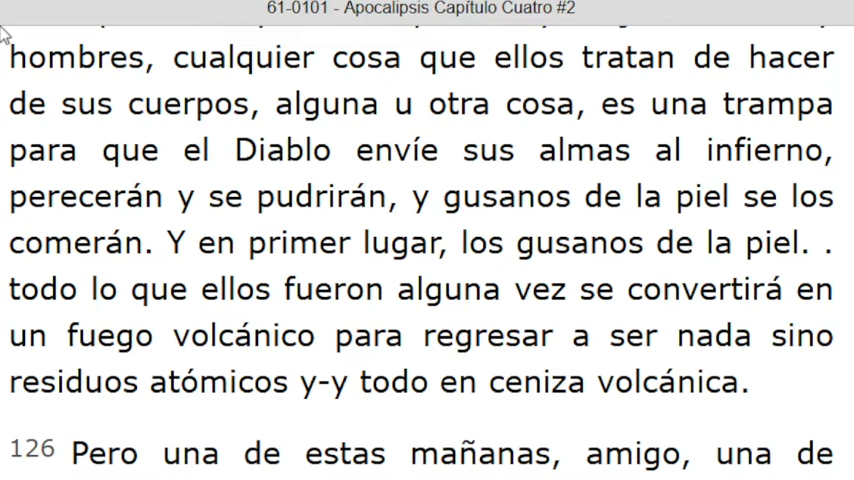 61-0101 - Apocalipsis Capítulo Cuatro #2
hombres, cualquier cosa que ellos tratan de hacer
de sus cuerpos, alguna u otra cosa, es una trampa
para que el Diablo envíe sus almas al infierno,
perecerán y se pudrirán, y gusanos de la piel se los
comerán. Y en primer lugar, los gusanos de la piel. .
todo lo que ellos fueron alguna vez se convertirá en
un fuego volcánico para regresar a ser nada sino
residuos atómicos y-y todo en ceniza volcánica.
126 Pero una de estas mañanas, amigo, una de